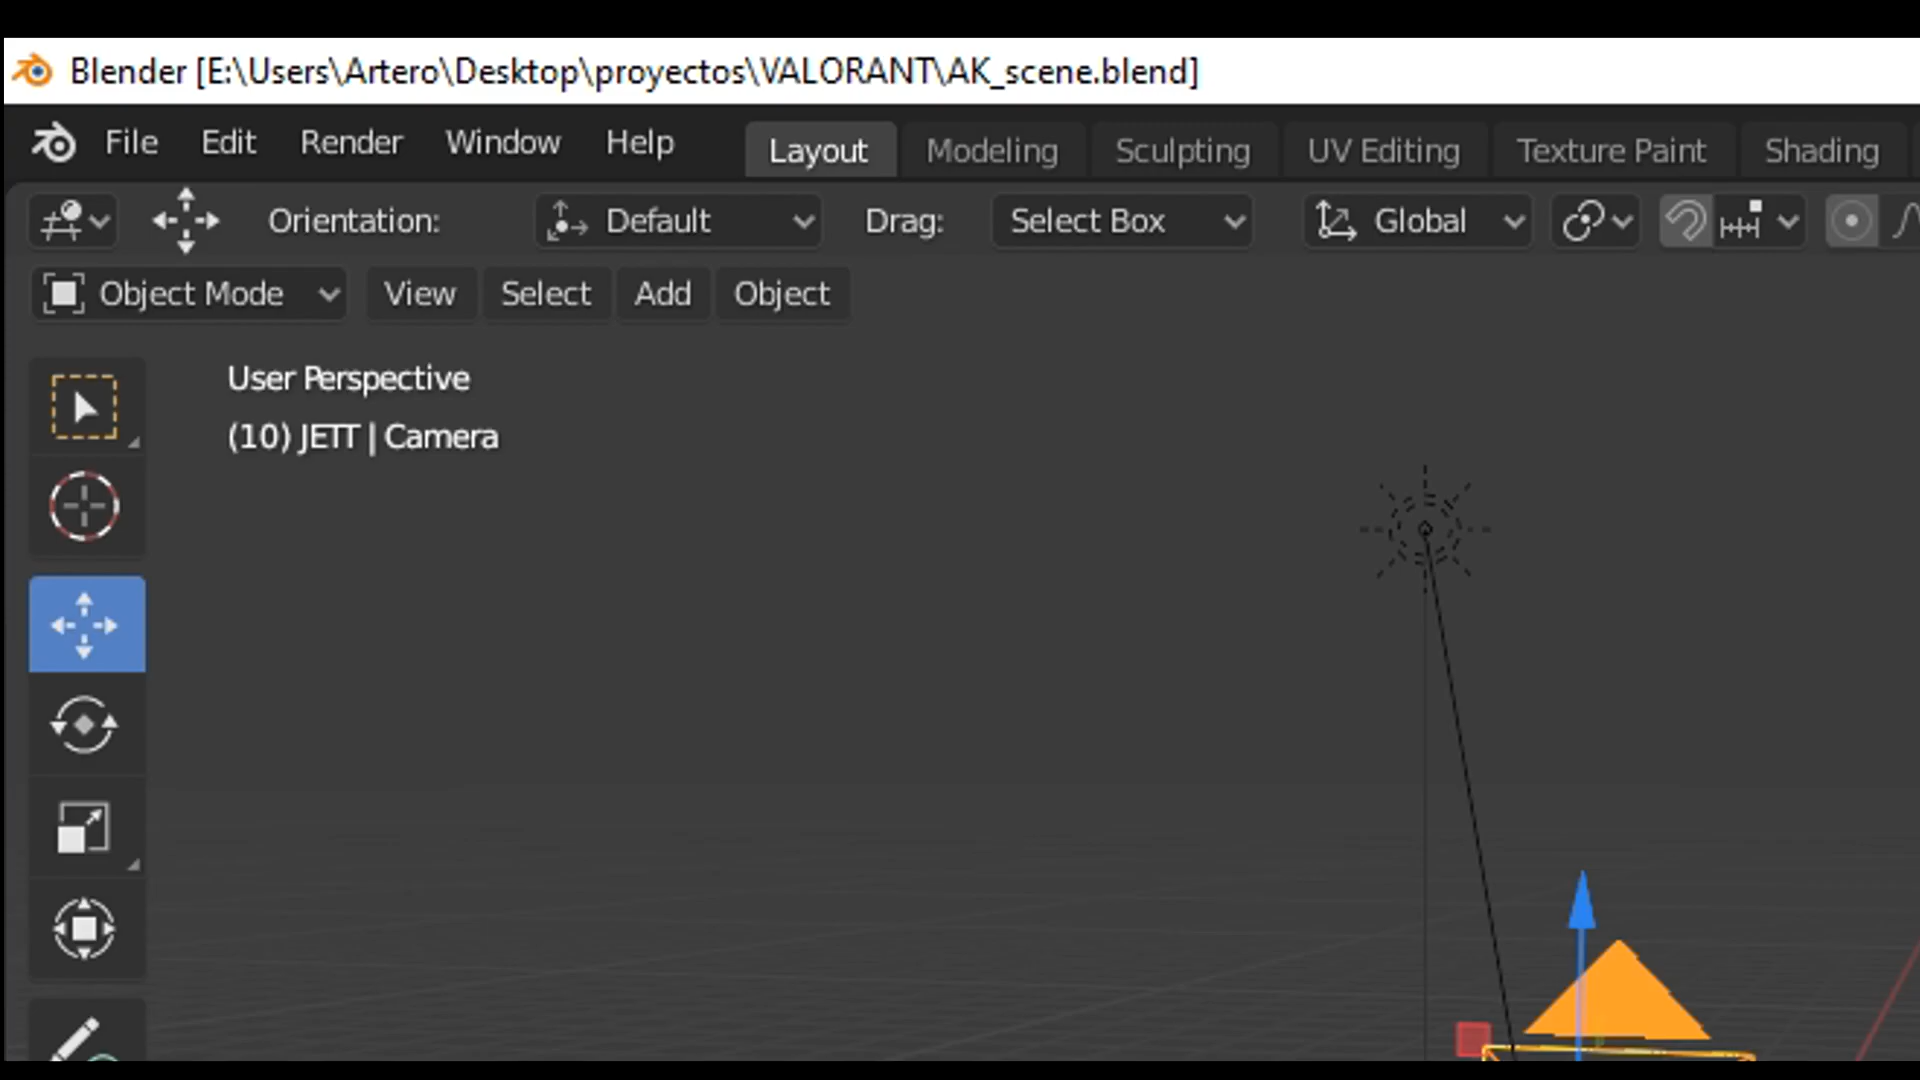 Blender [E:\Users\Artero\Desktop\proyectos\VALORANT\AK_scene.blend]
File Edit Render Window Help Layout Modeling Sculpting UV Editing Texture Paint Shading
Orientation: Default Drag: Select Box Global
Object Mode View Select Add Object
User Perspective
(10) JETT | Camera